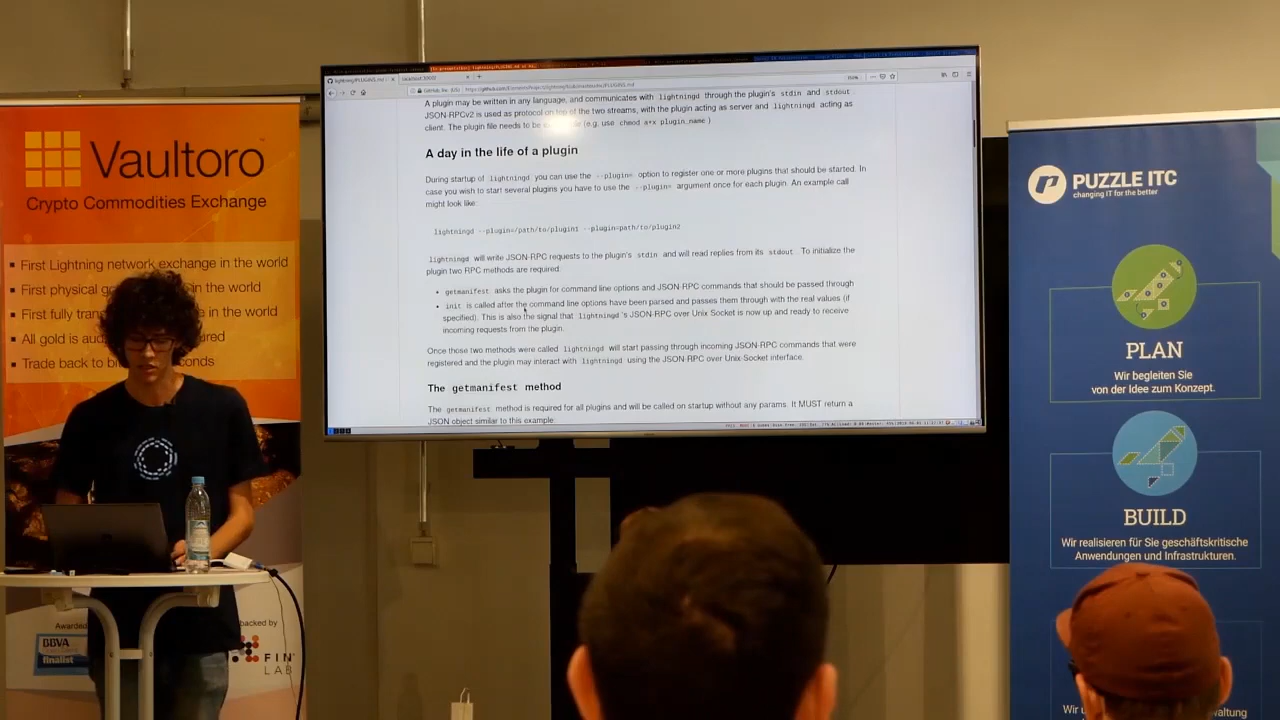 Vaultoro
Crypto Commodities Exchange
First Lightning network exchange in the world
First physical in the world
First fully in the world
All gold is
Trade back to
Awarded
BBVA
finalist
backed by
FIN
LAB
A plugin may be written in any language, and communicates with lightningd through the plugin's stdin and stdout
JSON-RPCv2 is used as protocol on top of the two streams, with the plugin acting as server and lightningd acting as
client. The plugin file needs to be (e.g. use chmod a+x plugin_name )
A day in the life of a plugin
During startup of lightningd you can use the --plugin= option to register one or more plugins that should be started. In
case you wish to start several plugins you have to use the --plugin= argument once for each plugin. An example call
might look like:
lightningd --plugin=/path/to/plugin1 --plugin=path/to/plugin2
lightningd will write JSON-RPC requests to the plugin's stdin and will read replies from its stdout. To initialize the
plugin two RPC methods are required:
• getmanifest asks the plugin for command line options and JSON-RPC commands that should be passed through
• init is called after the command line options have been parsed and passes them through with the real values (if
specified). This is also the signal that lightningd's JSON-RPC over Unix Socket is now up and ready to receive
incoming requests from the plugin.
Once those two methods were called lightningd will start passing through incoming JSON-RPC commands that were
registered and the plugin may interact with lightningd using the JSON-RPC over Unix-Socket interface.
The getmanifest method
The getmanifest method is required for all plugins and will be called on startup without any params. It MUST return a
JSON object similar to this example:
PUZZLE ITC
changing IT for the better
PLAN
Wir begleiten Sie
von der Idee zum Konzept.
BUILD
Wir realisieren für Sie geschäftskritische
Anwendungen und Infrastrukturen.